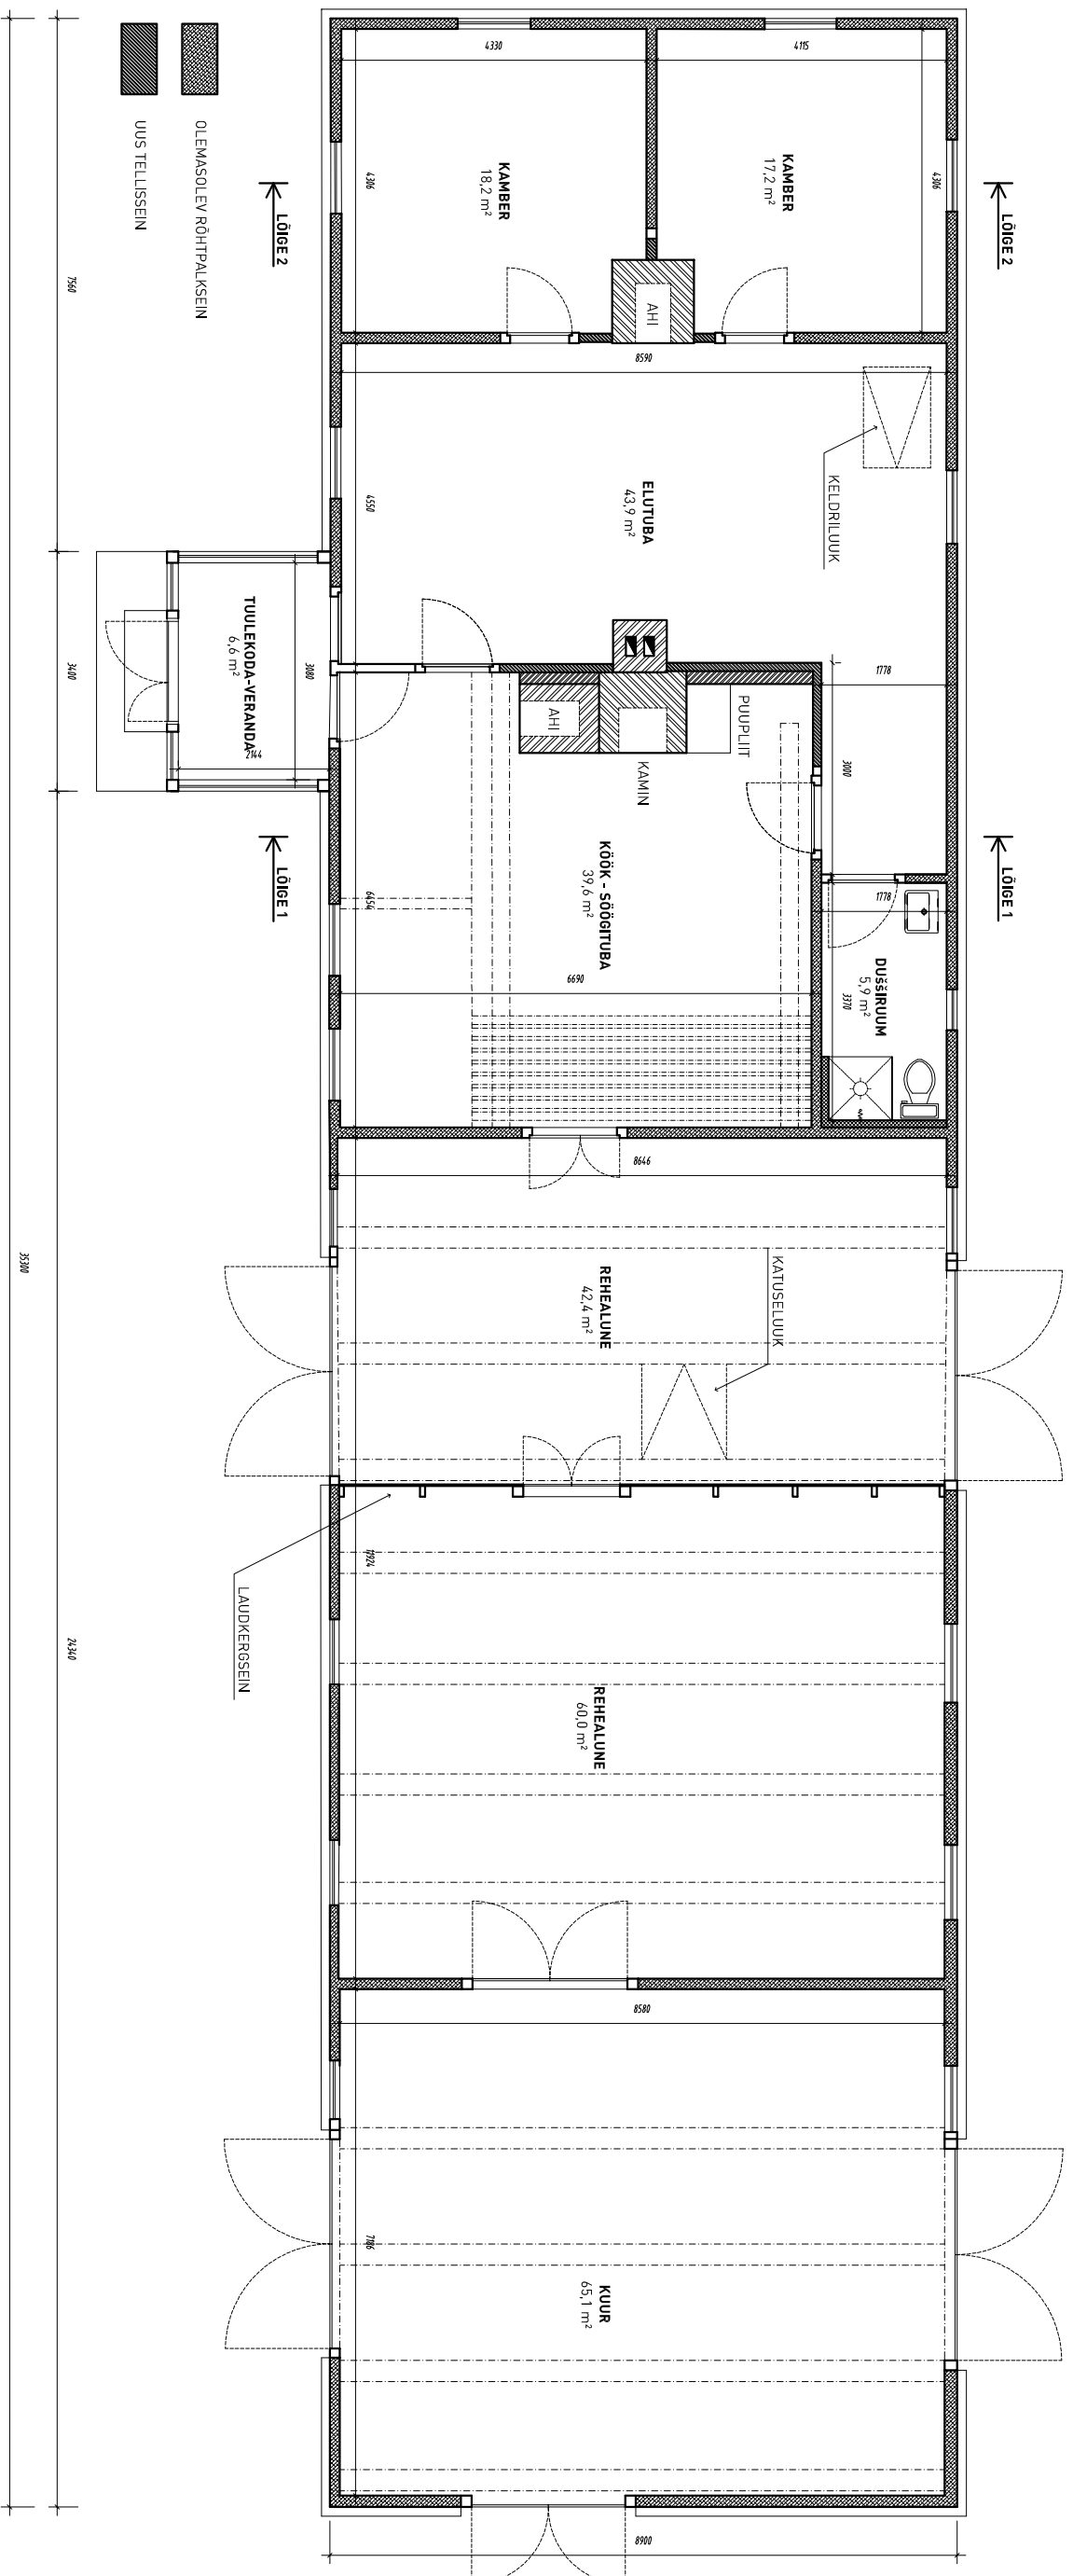 OLEMASOLEV RÕHTPALKSEIN
UUS TELLISSEIN
LÕIGE 2
LÕIGE 2
LÕIGE 1
LÕIGE 1
KAMBER
17,2 m²
4115
4306
KAMBER
18,2 m²
4330
4306
AHI
8590
KELDRILUUK
ELUTUBA
43,9 m²
4550
1778
3000
TUULEKODA-VERANDA
6,6 m²
3080
2144
PUUPLIIT
AHI
KAMIN
KÖÖK - SÖÖGITUBA
39,6 m²
6454
6690
1778
DUŠŠIRUUM
5,9 m²
3370
8646
KATUSELUUK
REHEALUNE
42,4 m²
11924
LAUDKERGSEIN
REHEALUNE
60,0 m²
8580
KUUR
65,1 m²
7186
8900
7560
3400
24340
35300